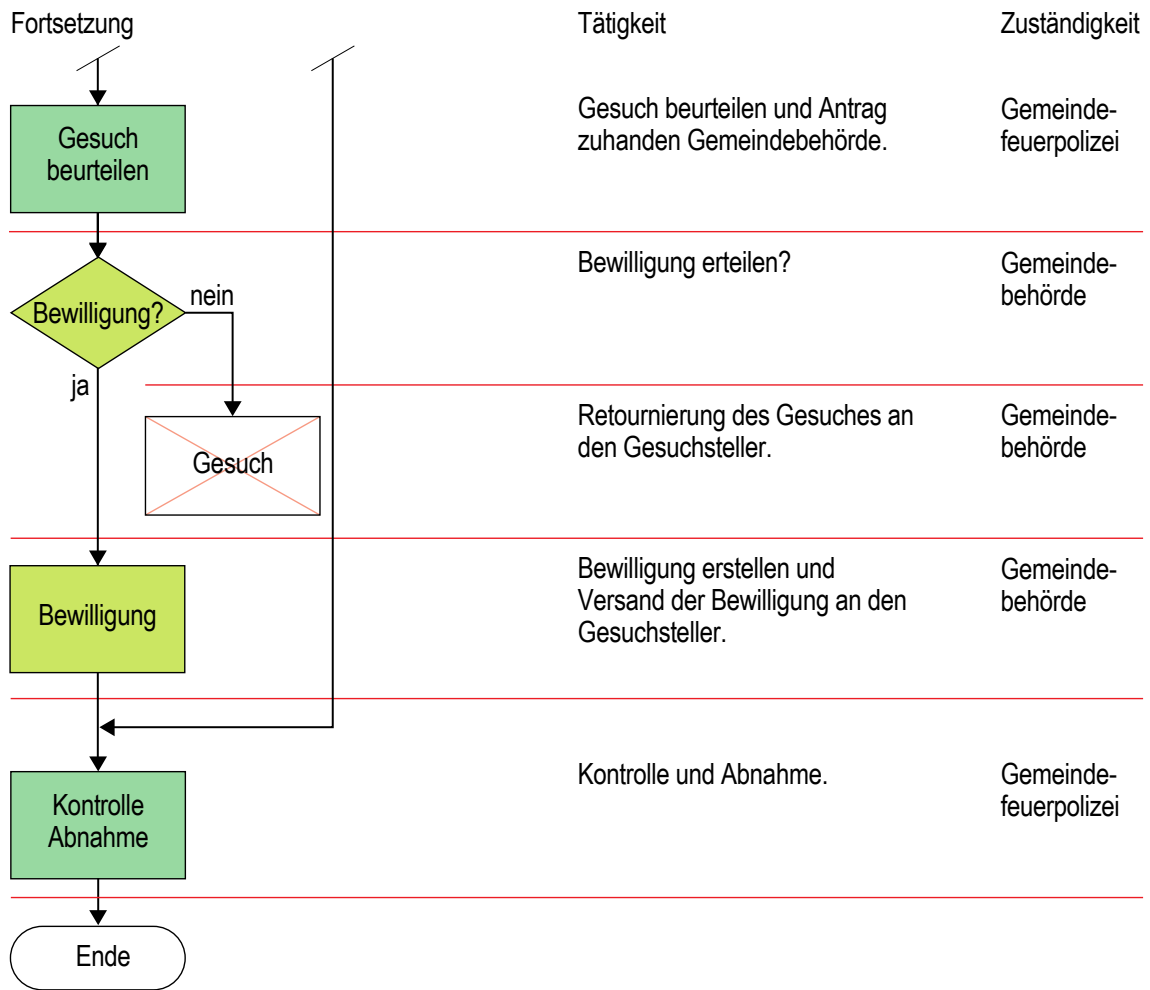 Fortsetzung
Tätigkeit
Zuständigkeit
Gesuch
beurteilen
Gesuch beurteilen und Antrag
zuhanden Gemeindebehörde.
Gemeinde-
feuerpolizei
Bewilligung?
nein
ja
Bewilligung erteilen?
Gemeinde-
behörde
Gesuch
Retournierung des Gesuches an
den Gesuchsteller.
Gemeinde-
behörde
Bewilligung
Bewilligung erstellen und
Versand der Bewilligung an den
Gesuchsteller.
Gemeinde-
behörde
Kontrolle
Abnahme
Kontrolle und Abnahme.
Gemeinde-
feuerpolizei
Ende